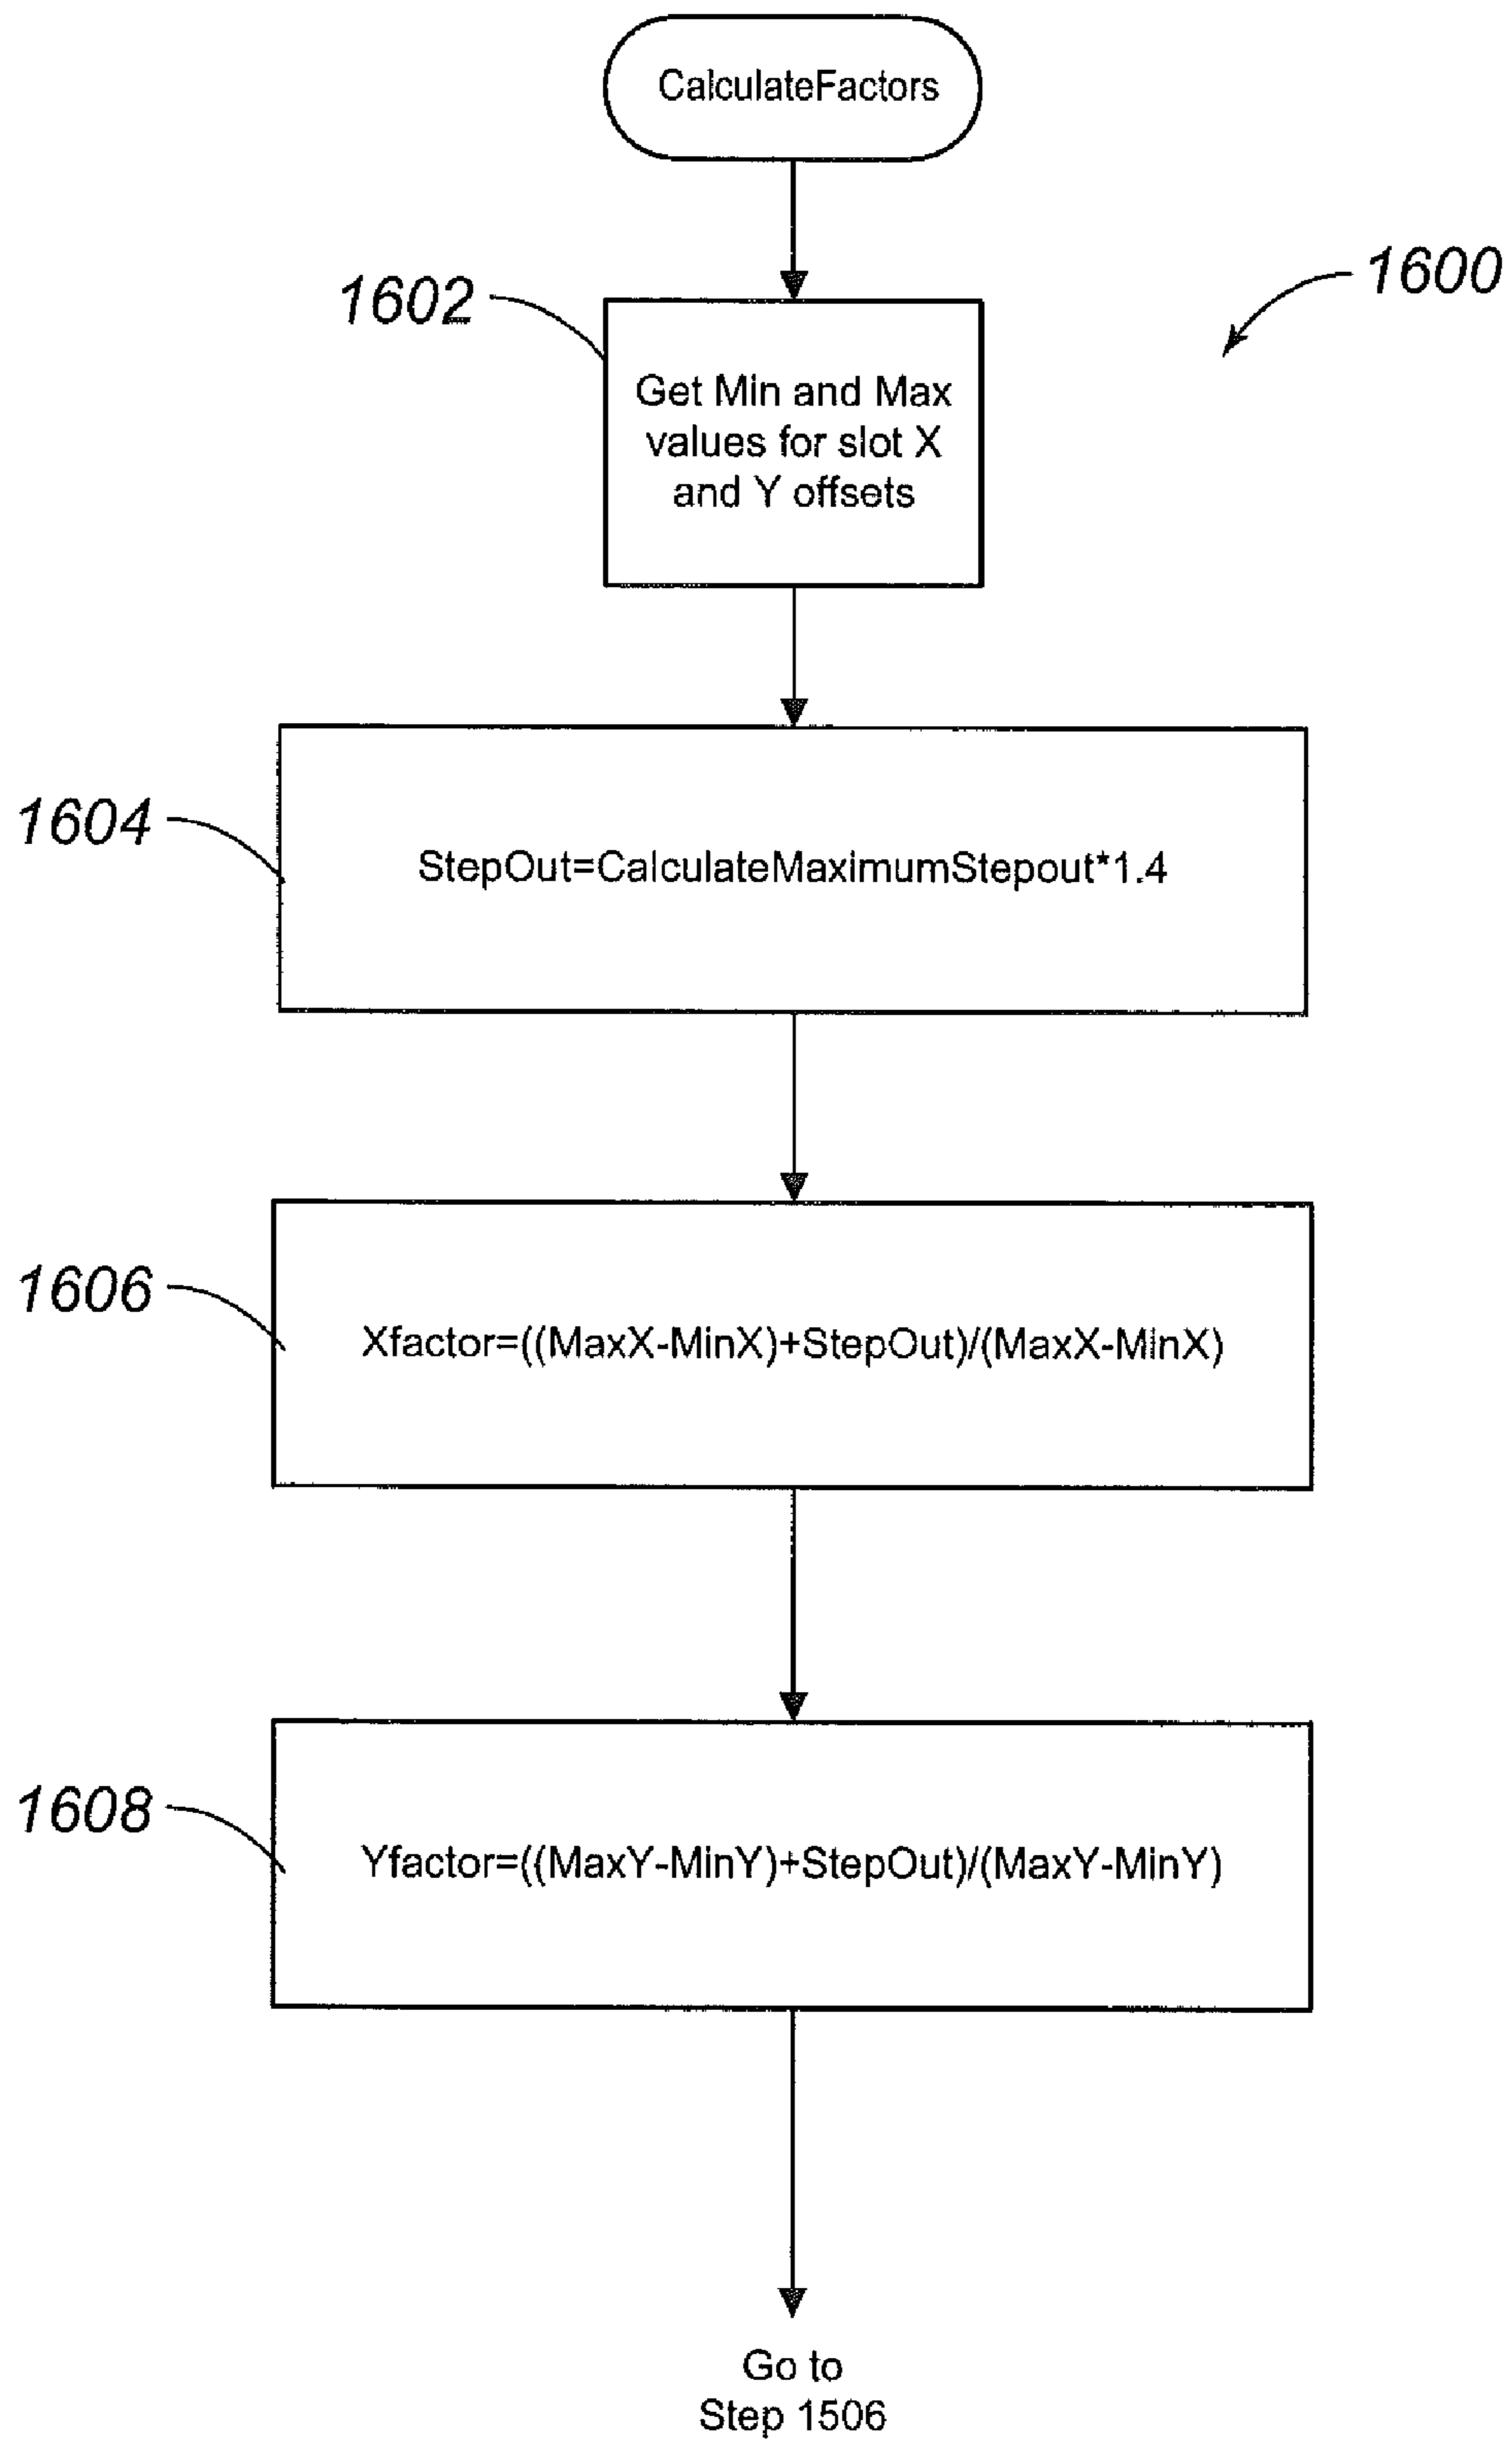 CalculateFactors
1600
1602
Get Min and Max
values for slot X
and Y offsets
1604
StepOut=CalculateMaximumStepout*1.4
1606
Xfactor=((MaxX-MinX)+StepOut)/(MaxX-MinX)
1608
Yfactor=((MaxY-MinY)+StepOut)/(MaxY-MinY)
Go to
Step 1506